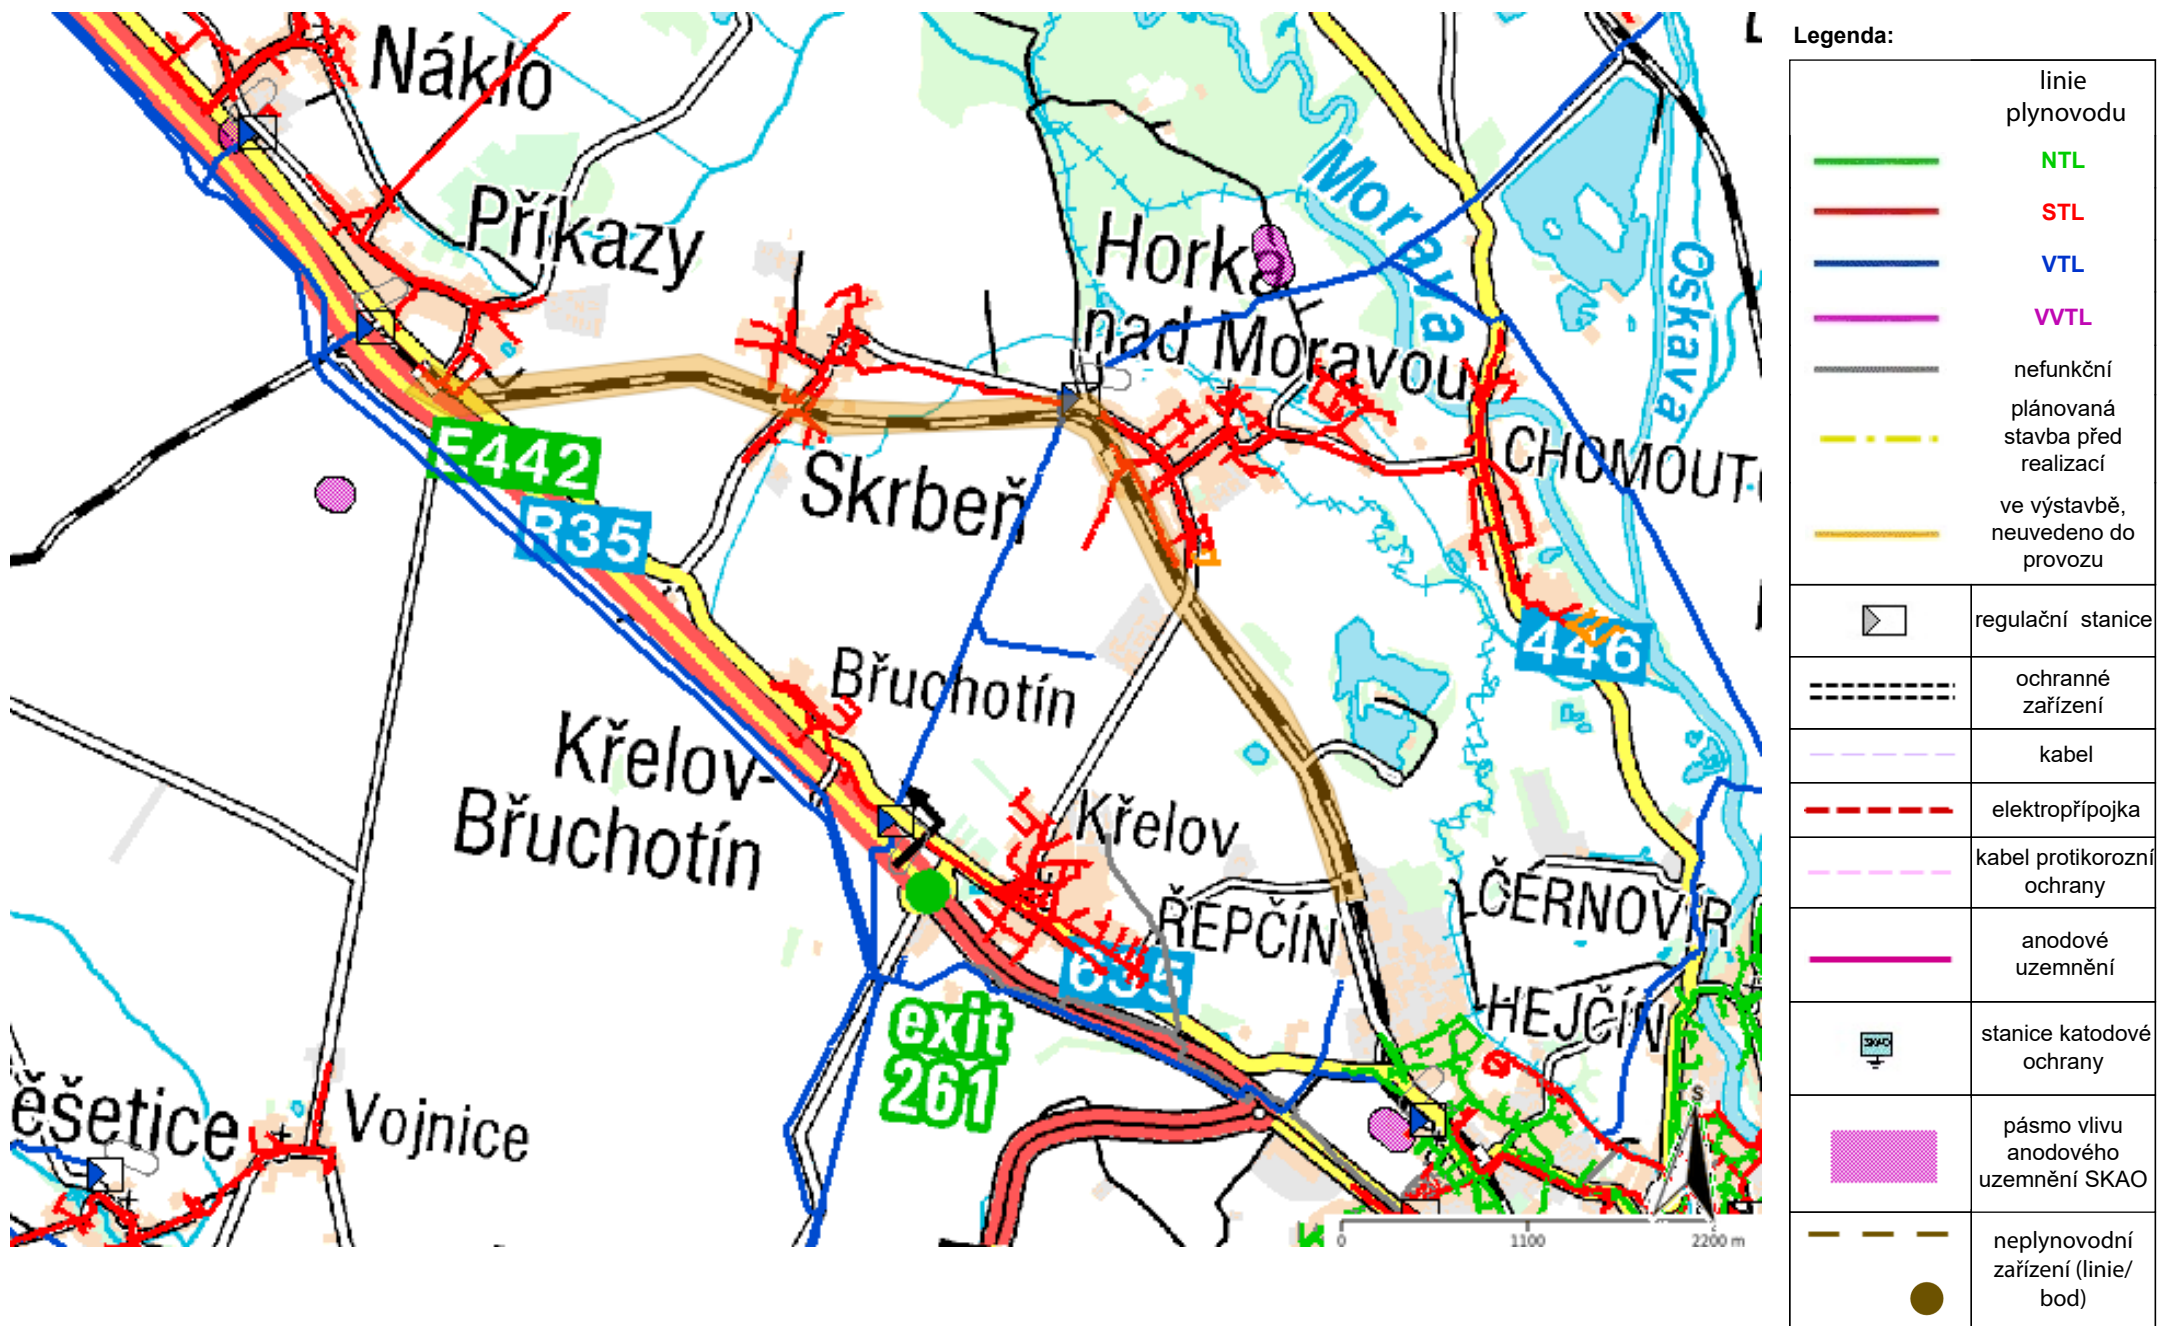 Náklo
Příkazy
Horka
nad Moravou
Morava
Oskava
CHOMOUT
E442
R35
Skrbeň
446
Břuchotín
Křelov-
Břuchotín
Křelov
ŘEPČÍN
ČERNOVÍR
635
HEJČÍN
exit
261
ěšetice
Vojnice
S
0 1100 2200 m
Legenda:
linie
plynovodu
NTL
STL
VTL
VVTL
nefunkční
plánovaná
stavba před
realizací
ve výstavbě,
neuvedeno do
provozu
regulační stanice
ochranné
zařízení
kabel
elektropřípojka
kabel protikorozní
ochrany
anodové
uzemnění
SKAO
stanice katodové
ochrany
pásmo vlivu
anodového
uzemnění SKAO
neplynovodní
zařízení (linie/
bod)